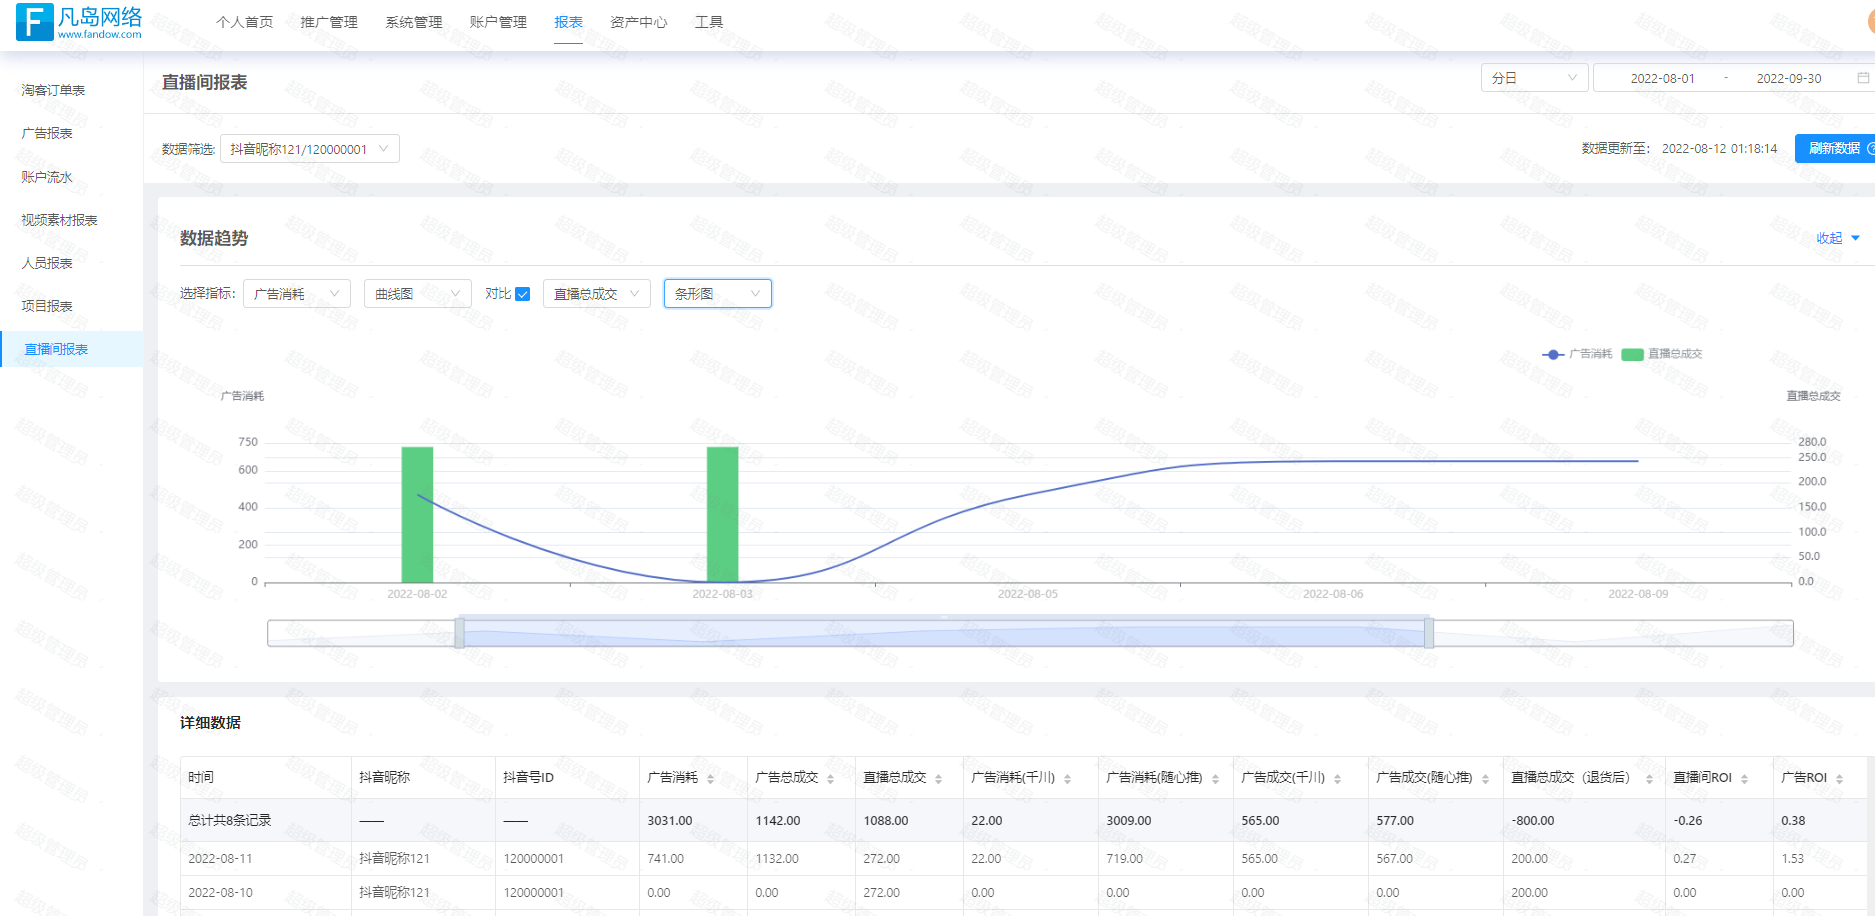 凡岛网络
www.fandow.com
个人首页 推广管理 系统管理 账户管理 报表 资产中心 工具
淘客订单表
广告报表
账户流水
视频素材报表
人员报表
项目报表
直播间报表
直播间报表
分日 2022-08-01 - 2022-09-30
数据筛选: 抖音昵称121/120000001
数据更新至: 2022-08-12 01:18:14 刷新数据
数据趋势
收起
选择指标: 广告消耗 曲线图 对比 直播总成交 条形图
广告消耗 直播总成交
广告消耗 直播总成交
750 280.0
250.0
600
200.0
400 150.0
100.0
200
50.0
0 0.0
2022-08-02 2022-08-03 2022-08-05 2022-08-06 2022-08-09
详细数据
时间 抖音昵称 抖音号ID 广告消耗 广告总成交 直播总成交 广告消耗(千川) 广告消耗(随心推) 广告成交(千川) 广告成交(随心推) 直播总成交（退货后） 直播间ROI 广告ROI
总计共8条记录 —— —— 3031.00 1142.00 1088.00 22.00 3009.00 565.00 577.00 -800.00 -0.26 0.38
2022-08-11 抖音昵称121 120000001 741.00 1132.00 272.00 22.00 719.00 565.00 567.00 200.00 0.27 1.53
2022-08-10 抖音昵称121 120000001 0.00 0.00 272.00 0.00 0.00 0.00 0.00 200.00 0.00 0.00
超级管理员